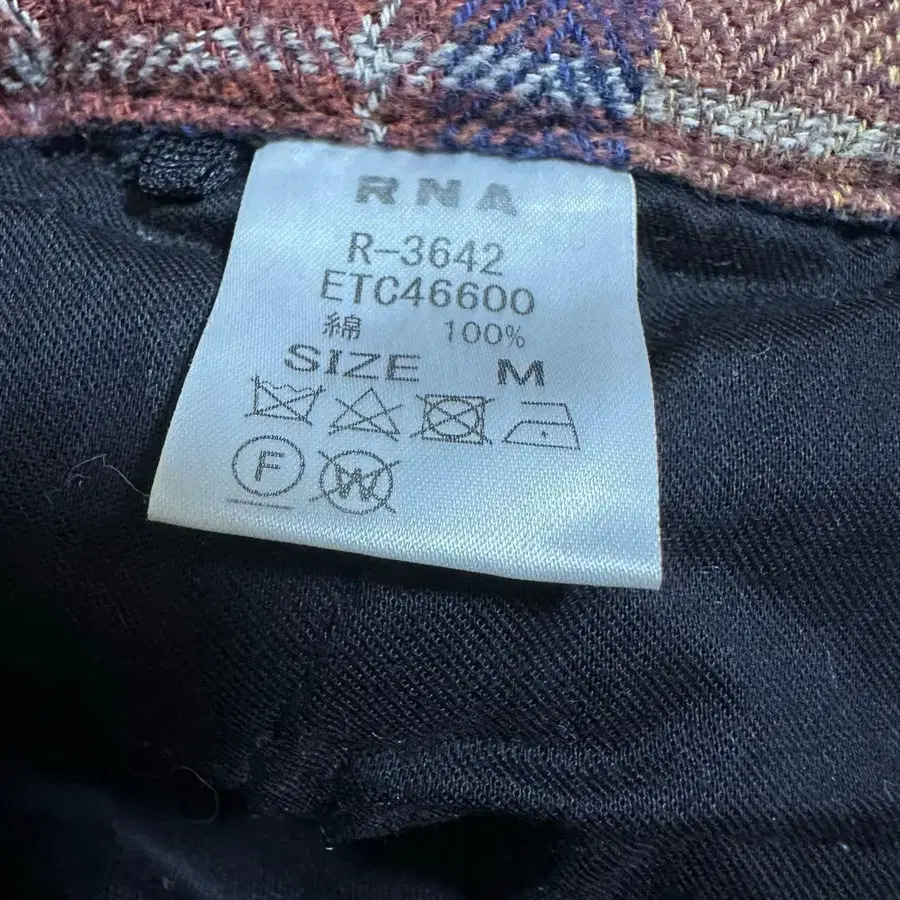 RNA
R-3642
ETC46600
綿 100%
SIZE M
F
W